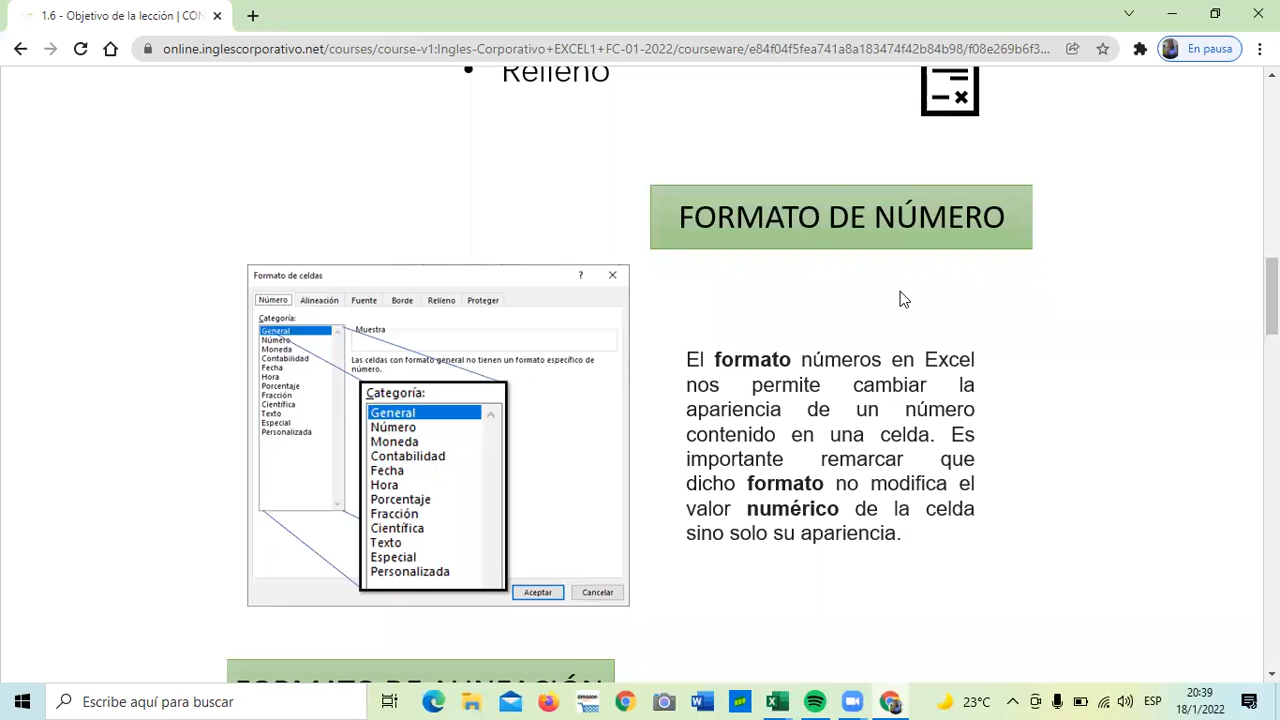 1.6 - Objetivo de la lección | CON
online.inglescorporativo.net/courses/course-v1:Ingles-Corporativo+EXCEL1+FC-01-2022/courseware/e84f04f5fea741a8a183474f42b84b98/f08e269b6f3...
En pausa
• Relleno
FORMATO DE NÚMERO
Formato de celdas
Número Alineación Fuente Borde Relleno Proteger
Categoría:
General
Número
Moneda
Contabilidad
Fecha
Hora
Porcentaje
Fracción
Científica
Texto
Especial
Personalizada
Muestra
Las celdas con formato general no tienen un formato específico de
número.
Categoría:
General
Número
Moneda
Contabilidad
Fecha
Hora
Porcentaje
Fracción
Científica
Texto
Especial
Personalizada
Aceptar Cancelar
El formato números en Excel
nos permite cambiar la
apariencia de un número
contenido en una celda. Es
importante remarcar que
dicho formato no modifica el
valor numérico de la celda
sino solo su apariencia.
FORMATO DE ALINEACIÓN
Escribe aquí para buscar
amazon
23°C
ESP
20:39
18/1/2022